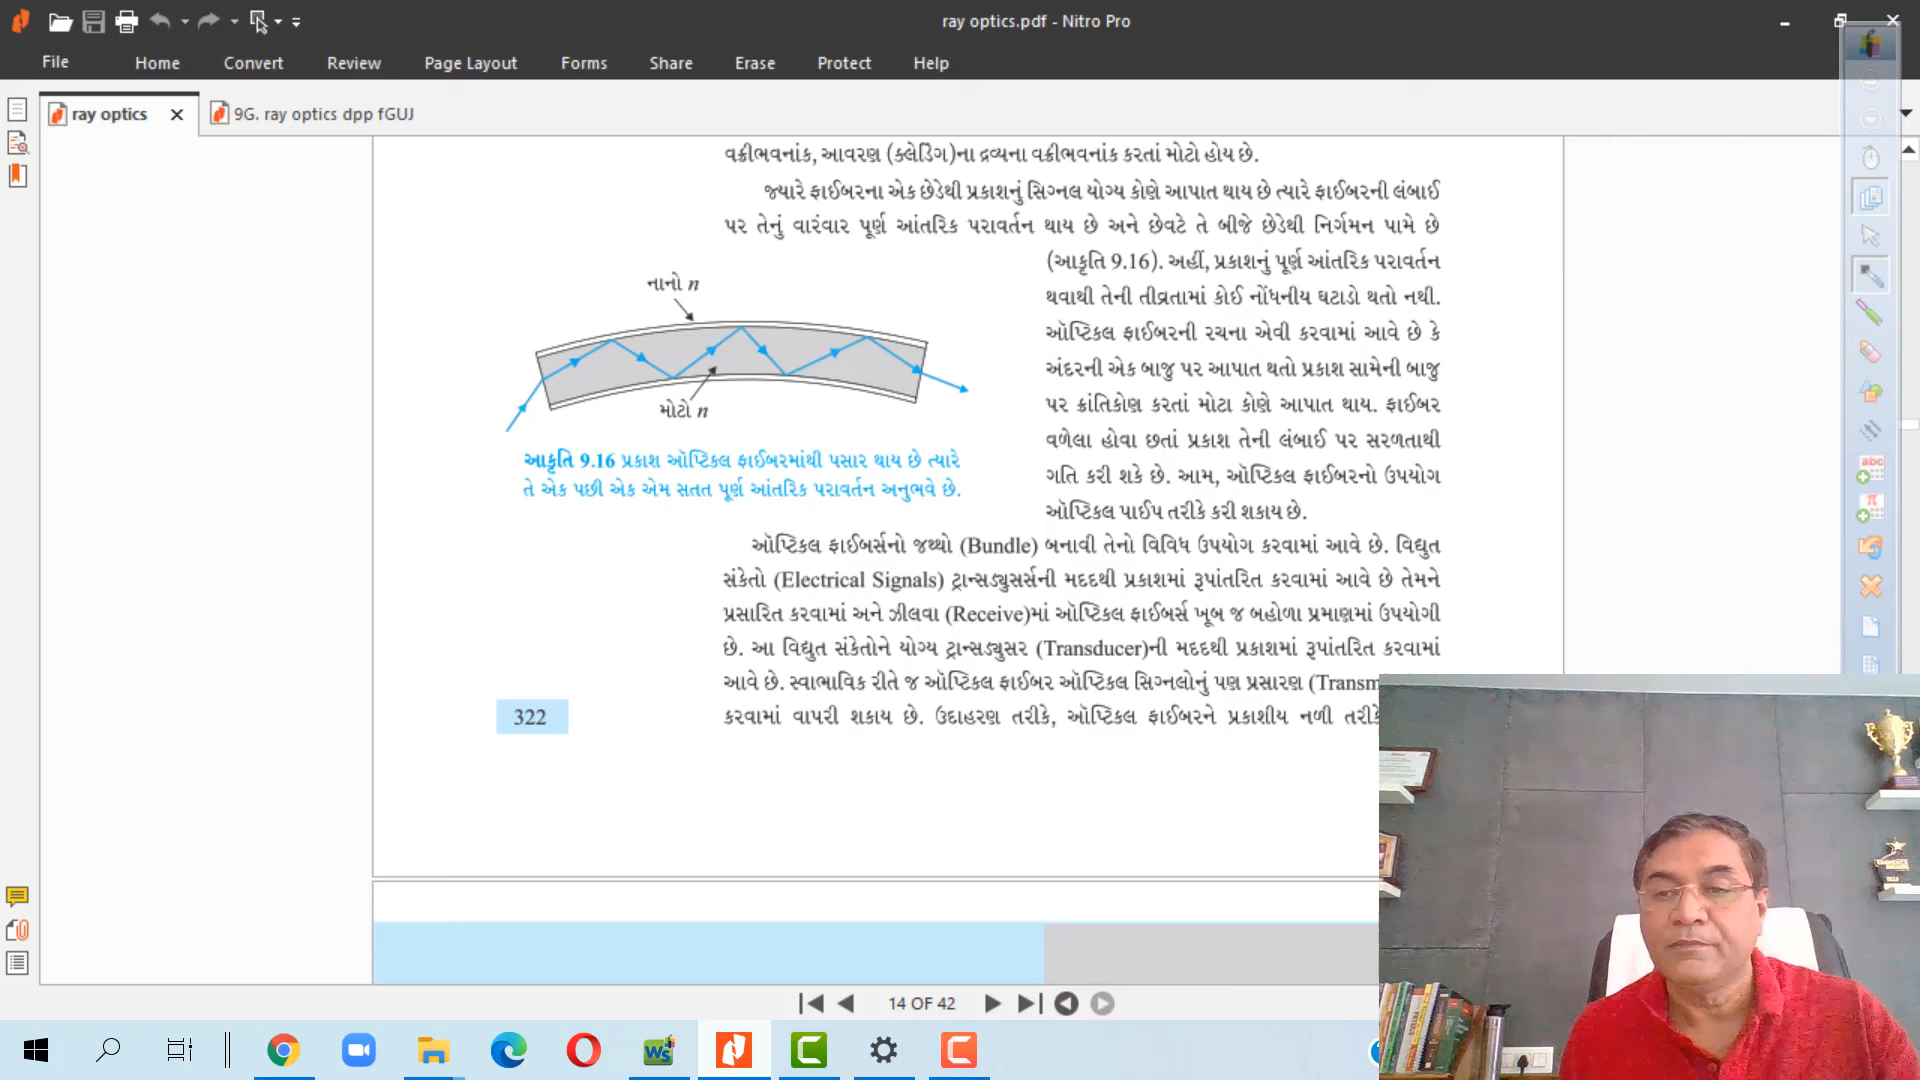 ray optics.pdf - Nitro Pro
File Home Convert Review Page Layout Forms Share Erase Protect Help
ray optics 9G. ray optics dpp fGUJ
વક્રીભવનાંક, આવરણ (ક્લેડિંગ)ના દ્રવ્યના વક્રીભવનાંક કરતાં મોટો હોય છે.
જ્યારે ફાઈબરના એક છેડેથી પ્રકાશનું સિગ્નલ યોગ્ય કોણે આપાત થાય છે ત્યારે ફાઈબરની લંબાઈ
પર તેનું વારંવાર પૂર્ણ આંતરિક પરાવર્તન થાય છે અને છેવટે તે બીજે છેડેથી નિર્ગમન પામે છે
(આકૃતિ 9.16). અહીં, પ્રકાશનું પૂર્ણ આંતરિક પરાવર્તન
થવાથી તેની તીવ્રતામાં કોઈ નોંધનીય ઘટાડો થતો નથી.
ઑપ્ટિકલ ફાઈબરની રચના એવી કરવામાં આવે છે કે
અંદરની એક બાજુ પર આપાત થતો પ્રકાશ સામેની બાજુ
પર ક્રાંતિકોણ કરતાં મોટા કોણે આપાત થાય. ફાઈબર
વળેલા હોવા છતાં પ્રકાશ તેની લંબાઈ પર સરળતાથી
ગતિ કરી શકે છે. આમ, ઑપ્ટિકલ ફાઈબરનો ઉપયોગ
ઑપ્ટિકલ પાઈપ તરીકે કરી શકાય છે.
નાનો n
મોટો n
આકૃતિ 9.16 પ્રકાશ ઑપ્ટિકલ ફાઈબરમાંથી પસાર થાય છે ત્યારે
તે એક પછી એક એમ સતત પૂર્ણ આંતરિક પરાવર્તન અનુભવે છે.
ઑપ્ટિકલ ફાઈબર્સનો જથ્થો (Bundle) બનાવી તેનો વિવિધ ઉપયોગ કરવામાં આવે છે. વિદ્યુત
સંકેતો (Electrical Signals) ટ્રાન્સડ્યુસર્સની મદદથી પ્રકાશમાં રૂપાંતરિત કરવામાં આવે છે તેમને
પ્રસારિત કરવામાં અને ઝીલવા (Receive)માં ઑપ્ટિકલ ફાઈબર્સ ખૂબ જ બહોળા પ્રમાણમાં ઉપયોગી
છે. આ વિદ્યુત સંકેતોને યોગ્ય ટ્રાન્સડ્યુસર (Transducer)ની મદદથી પ્રકાશમાં રૂપાંતરિત કરવામાં
આવે છે. સ્વાભાવિક રીતે જ ઑપ્ટિકલ ફાઈબર ઑપ્ટિકલ સિગ્નલોનું પણ પ્રસારણ (Transm
કરવામાં વાપરી શકાય છે. ઉદાહરણ તરીકે, ઑપ્ટિકલ ફાઈબરને પ્રકાશીય નળી તરીકે
322
14 OF 42